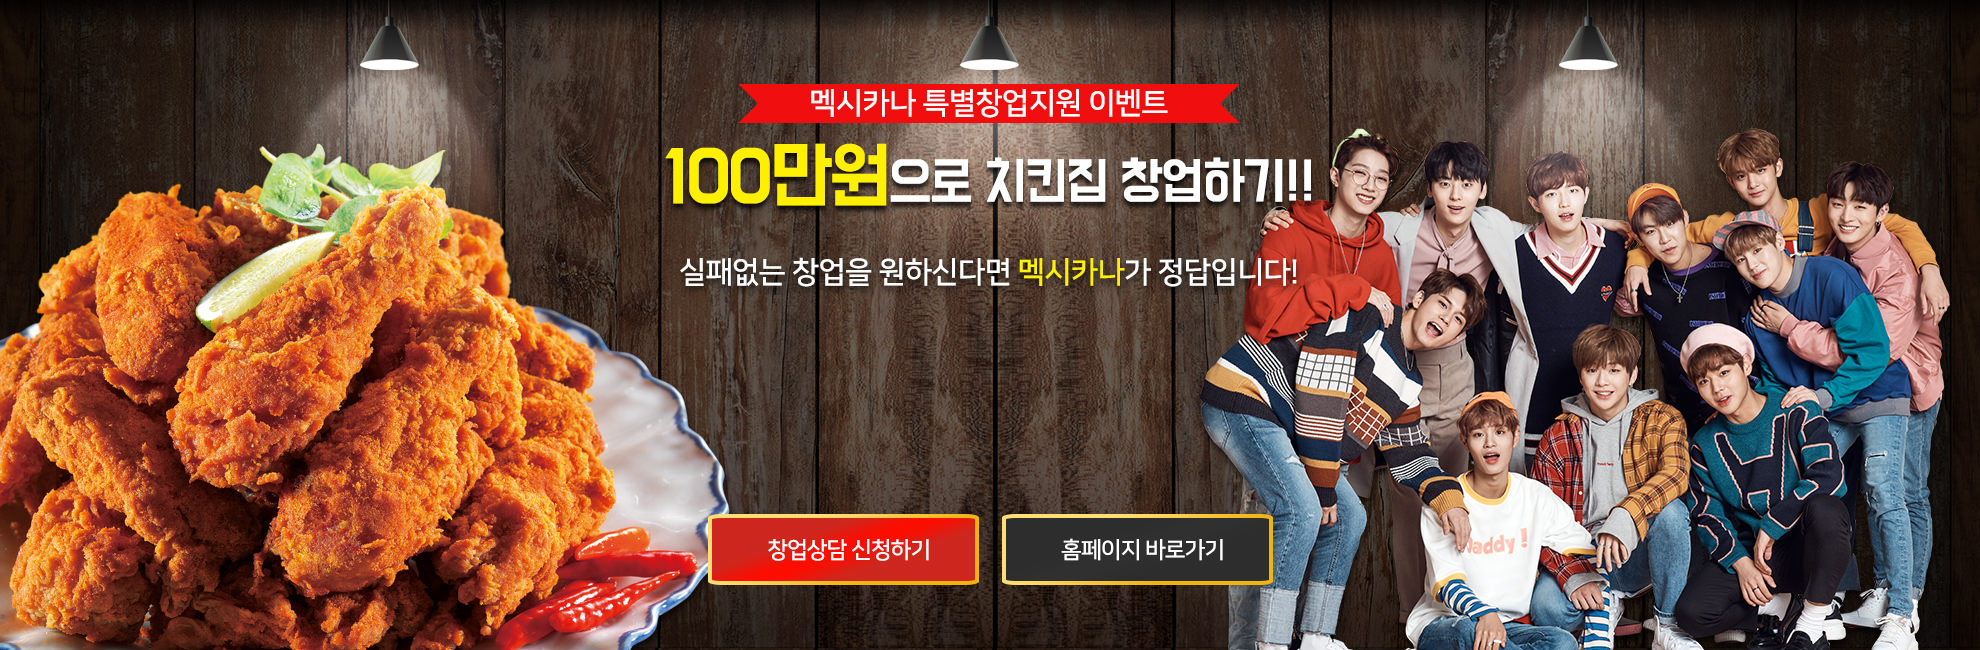 멕시카나 특별창업지원 이벤트
100만원으로 치킨집 창업하기!!
실패없는 창업을 원하신다면 멕시카나가 정답입니다!
창업상담 신청하기
홈페이지 바로가기
Daddy !